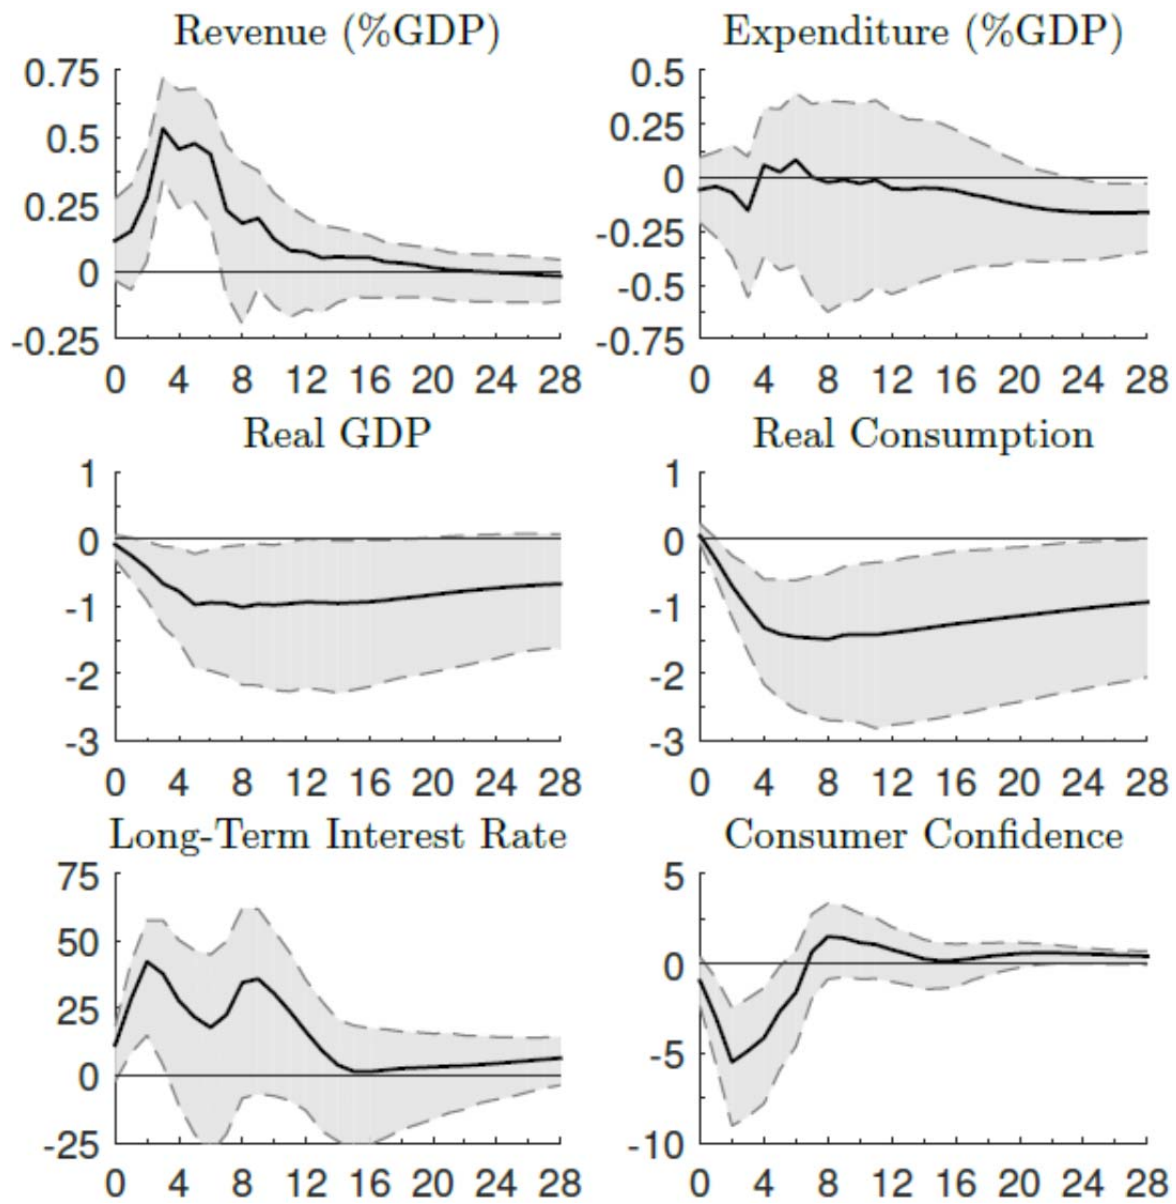 Revenue (%GDP)
0.75
0.5
0.25
0
-0.25
0 4 8 12 16 20 24 28
Expenditure (%GDP)
0.5
0.25
0
-0.25
-0.5
-0.75
0 4 8 12 16 20 24 28
Real GDP
1
0
-1
-2
-3
0 4 8 12 16 20 24 28
Real Consumption
1
0
-1
-2
-3
0 4 8 12 16 20 24 28
Long-Term Interest Rate
75
50
25
0
-25
0 4 8 12 16 20 24 28
Consumer Confidence
5
0
-5
-10
0 4 8 12 16 20 24 28